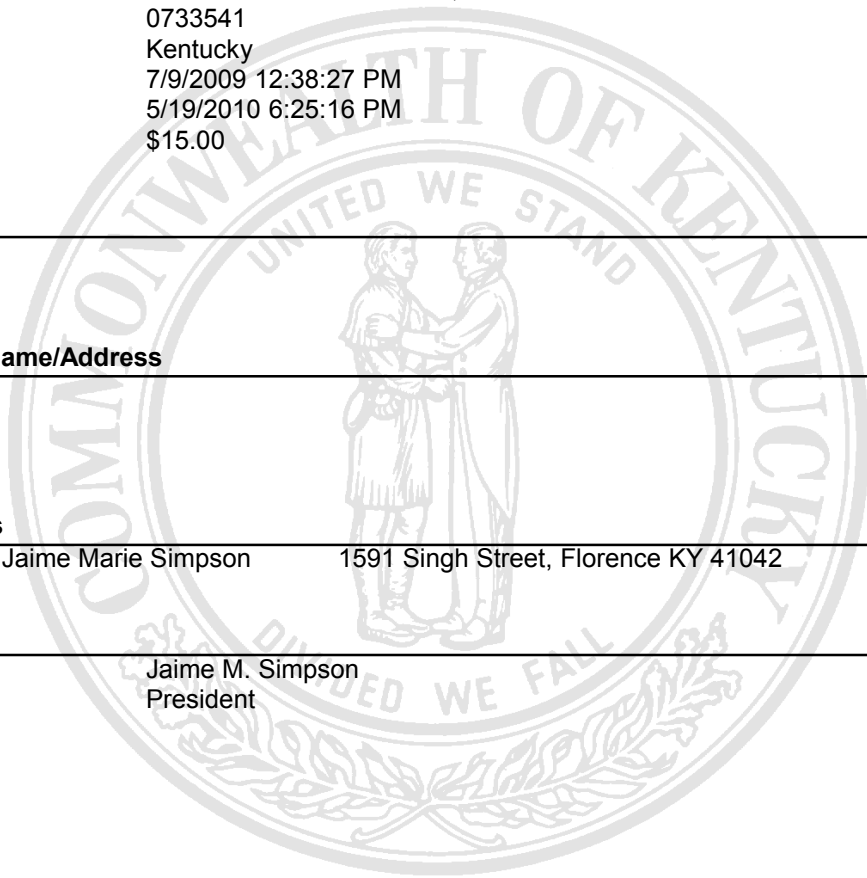 0733541
Kentucky
7/9/2009 12:38:27 PM
5/19/2010 6:25:16 PM
$15.00
COMMONWEALTH OF KENTUCKY
UNITED WE STAND
ame/Address
s
Jaime Marie Simpson 1591 Singh Street, Florence KY 41042
Jaime M. Simpson
President
DIVIDED WE FALL